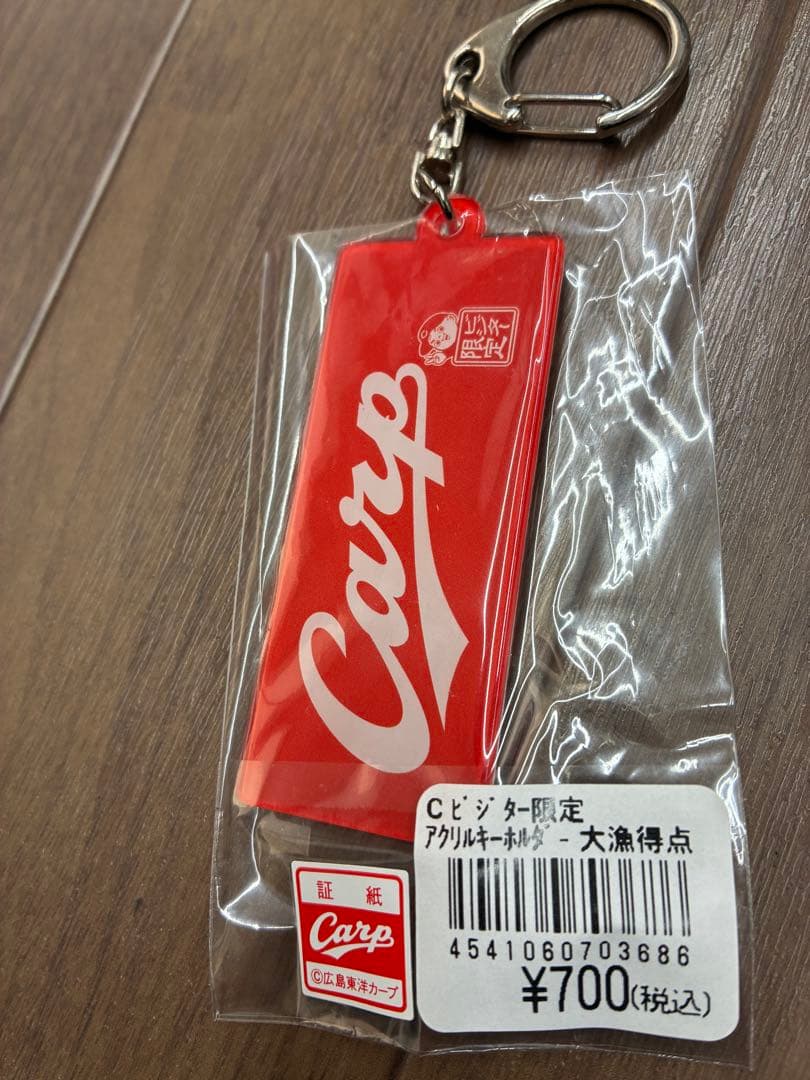 ビジター
限定
Carp
Cビジター限定
アクリルキーホルダー大漁得点
4541060703686
¥700(税込)
証紙
Carp
©広島東洋カープ